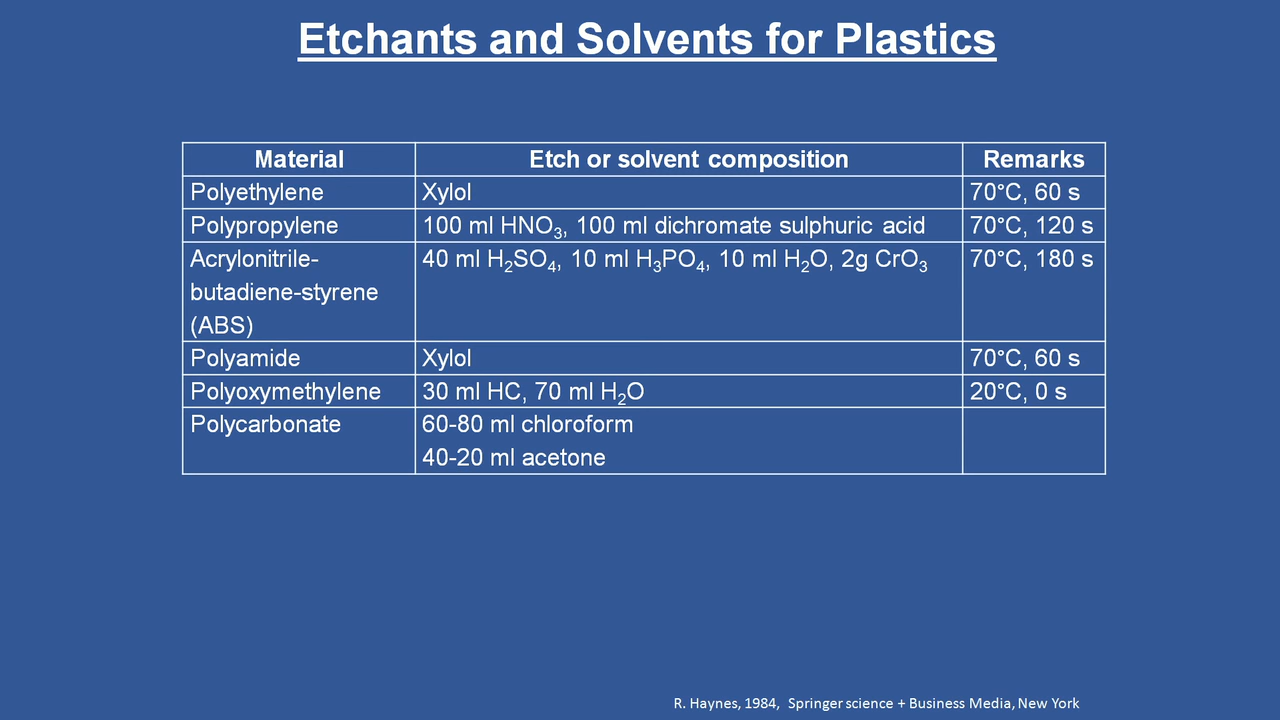 Etchants and Solvents for Plastics
Material Etch or solvent composition Remarks
Polyethylene Xylol 70°C, 60 s
Polypropylene 100 ml HNO₃, 100 ml dichromate sulphuric acid 70°C, 120 s
Acrylonitrile- 40 ml H₂SO₄, 10 ml H₃PO₄, 10 ml H₂O, 2g CrO₃ 70°C, 180 s
butadiene-styrene
(ABS)
Polyamide Xylol 70°C, 60 s
Polyoxymethylene 30 ml HC, 70 ml H₂O 20°C, 0 s
Polycarbonate 60-80 ml chloroform
40-20 ml acetone
R. Haynes, 1984, Springer science + Business Media, New York